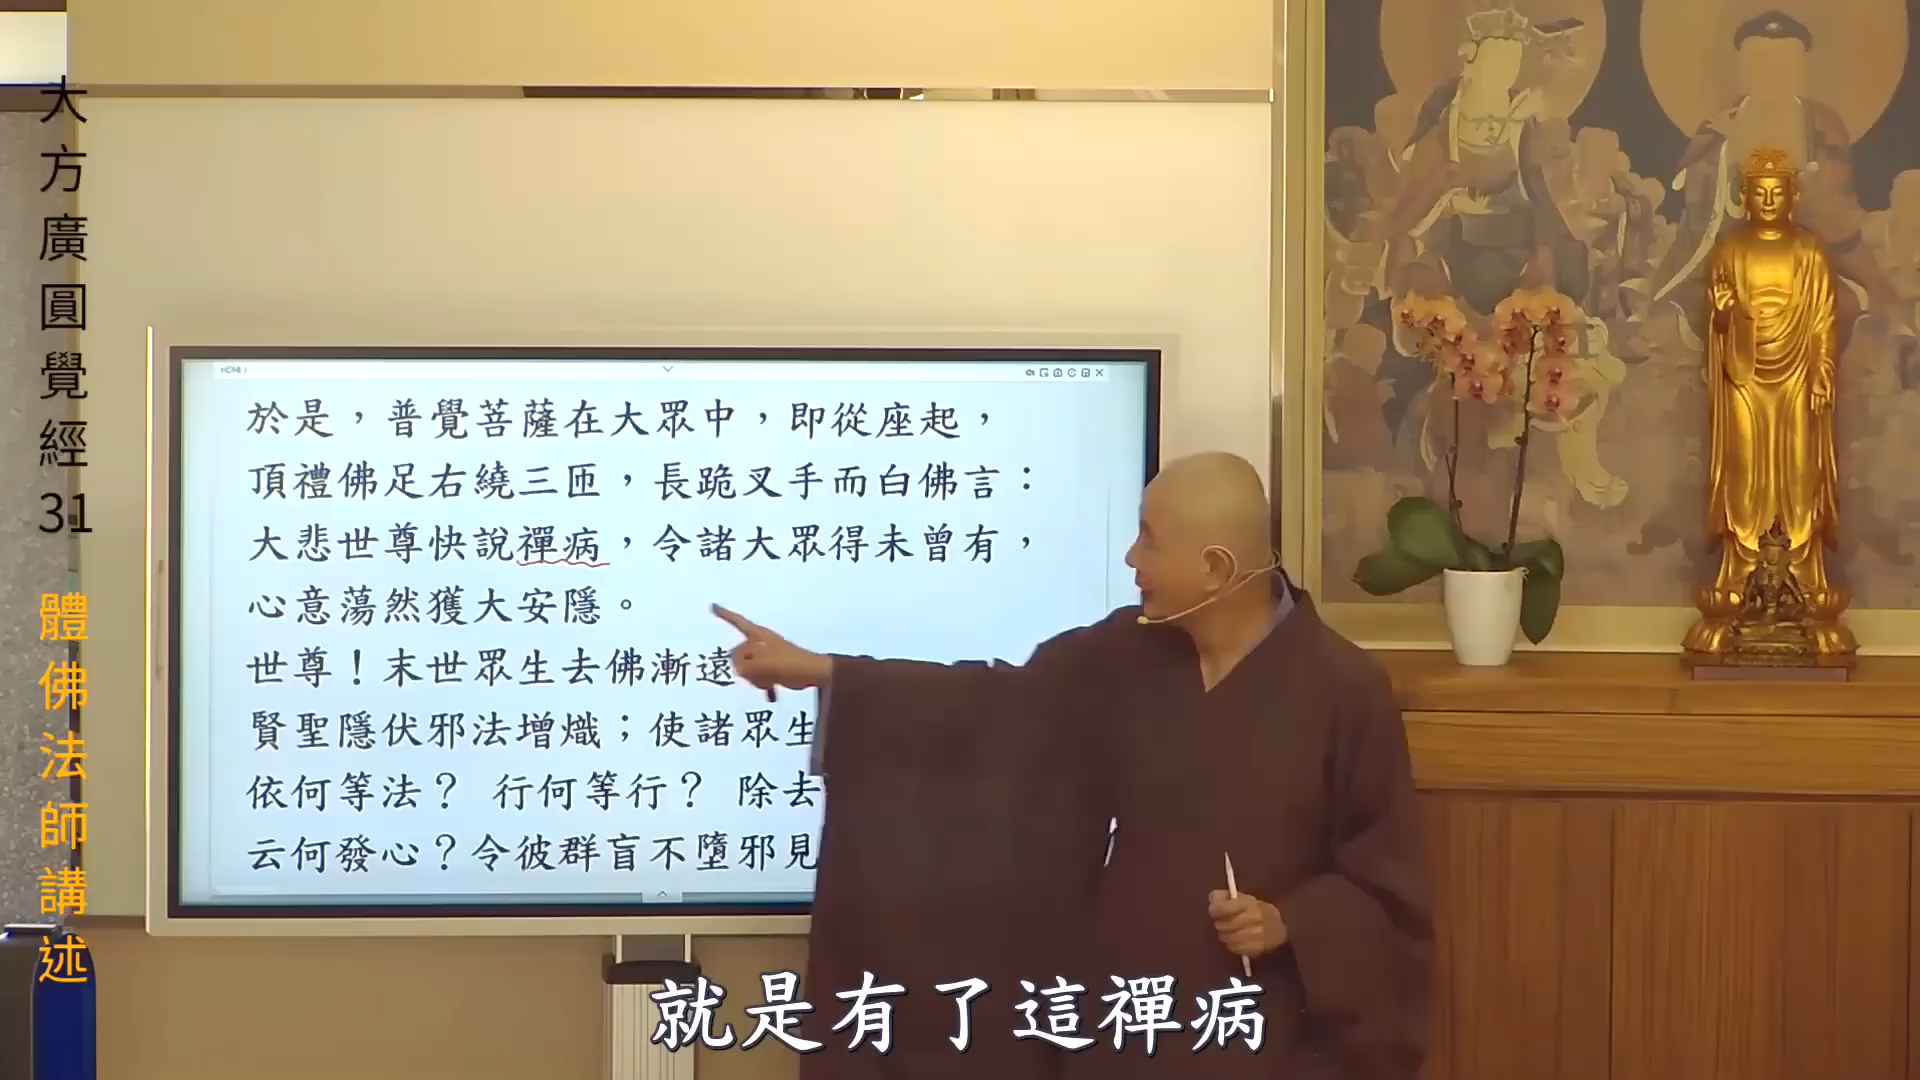 大方廣圓覺經31 體佛法師講述
HDMI 1
於是，普覺菩薩在大眾中，即從座起，
頂禮佛足右繞三匝，長跪叉手而白佛言：
大悲世尊快說禪病，令諸大眾得未曾有，
心意蕩然獲大安隱。
世尊！末世眾生去佛漸遠
賢聖隱伏邪法增熾；使諸眾生
依何等法？ 行何等行？ 除去
云何發心？令彼群盲不墮邪見
就是有了這禪病